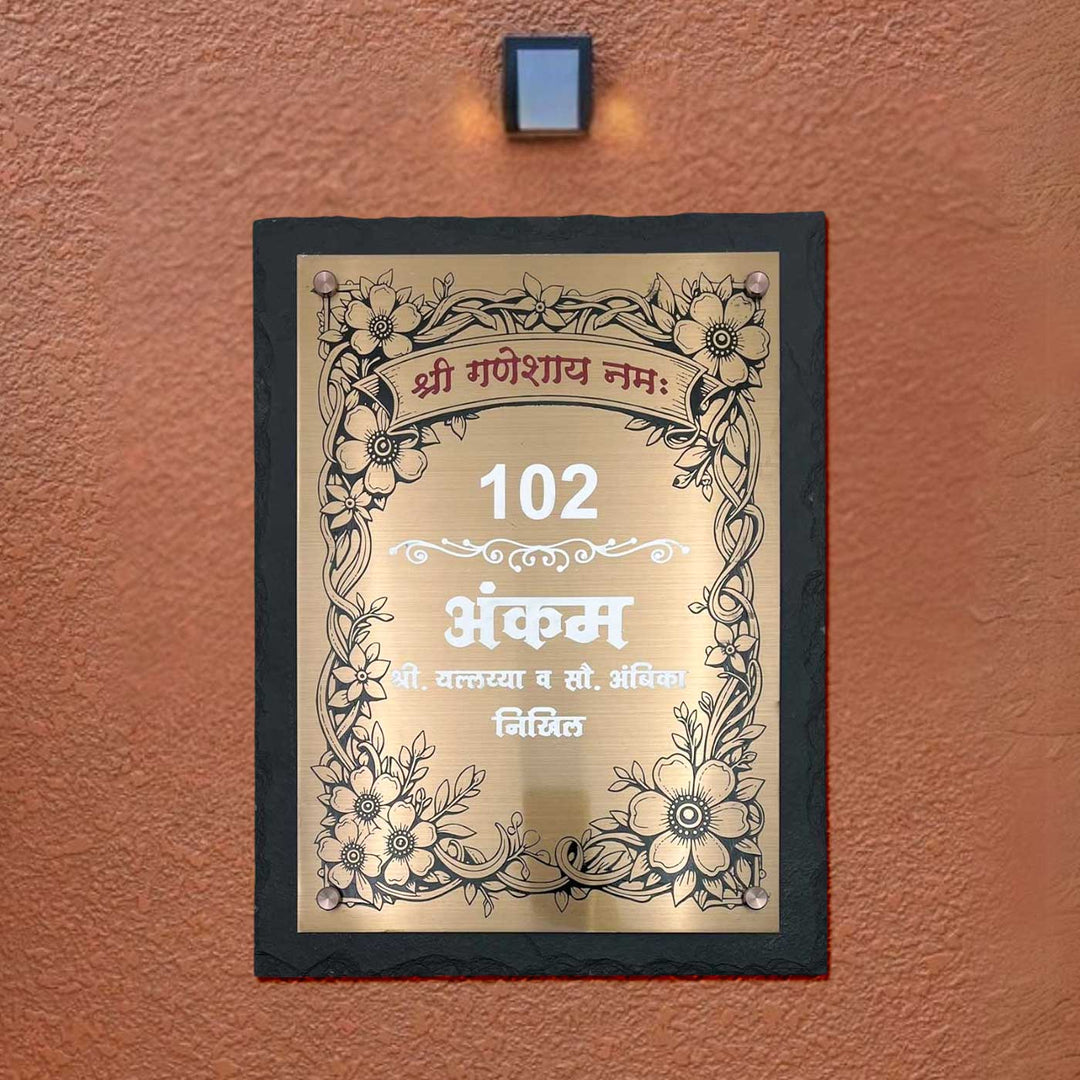 श्री गणेशाय नमः
102
अंकम
श्री. यल्लय्या व सौ. अंबिका
निखिल